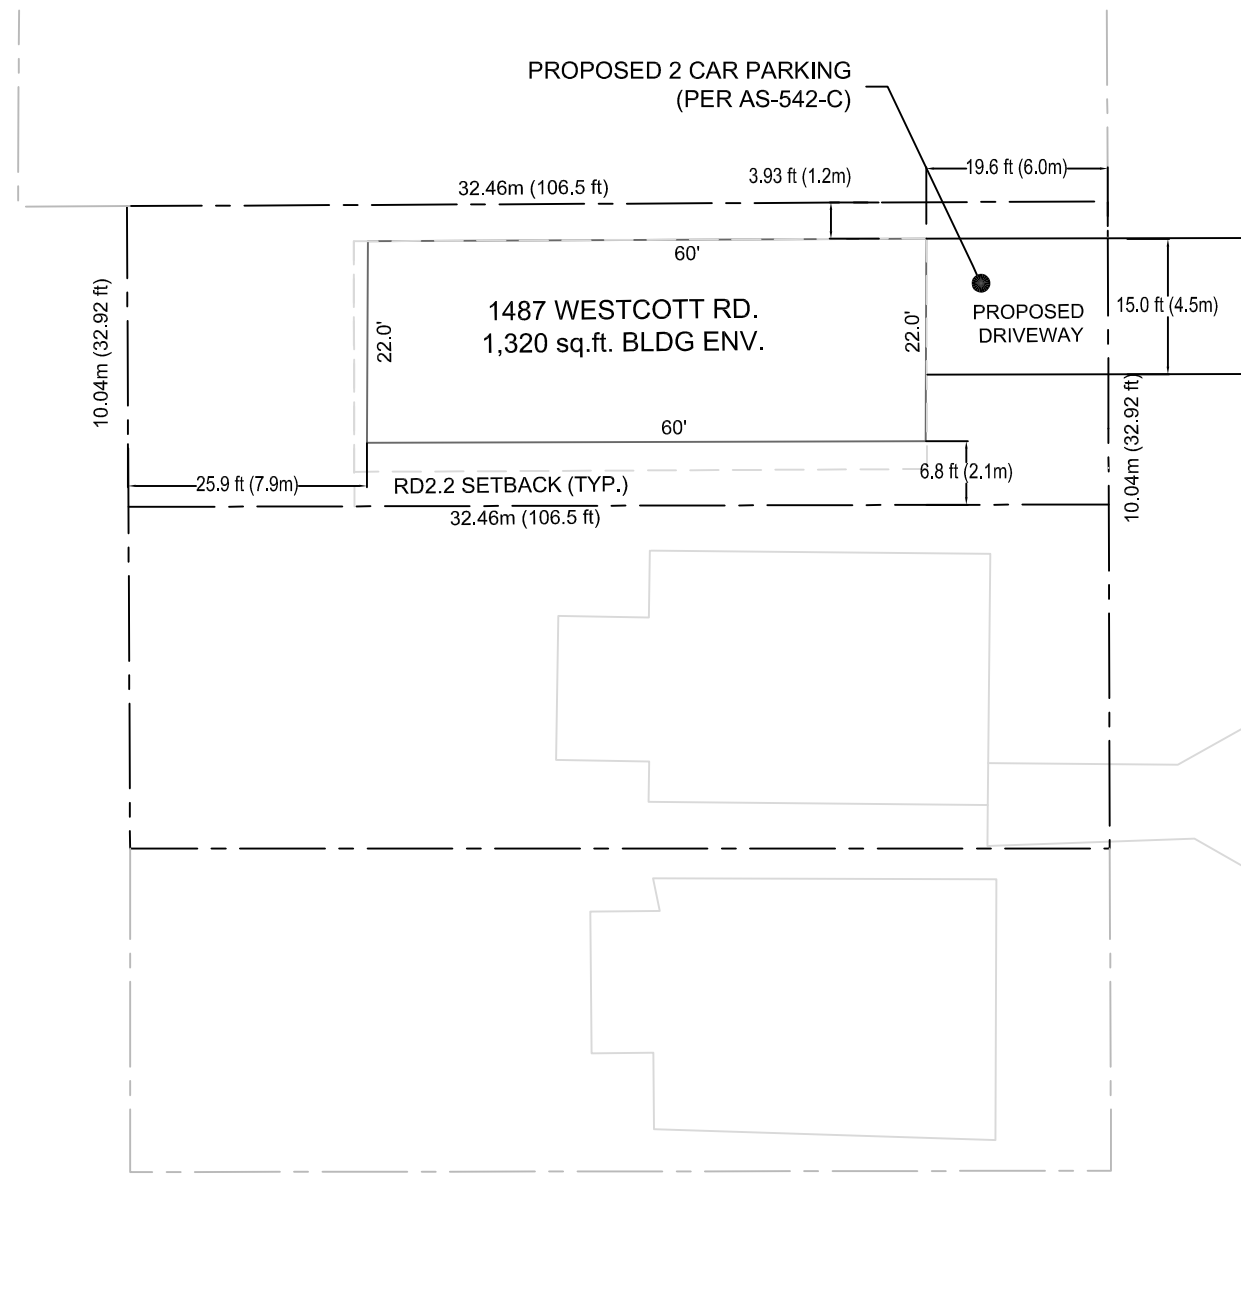 PROPOSED 2 CAR PARKING
(PER AS-542-C)
19.6 ft (6.0m)
3.93 ft (1.2m)
32.46m (106.5 ft)
60'
10.04m (32.92 ft)
22.0'
1487 WESTCOTT RD.
1,320 sq.ft. BLDG ENV.
22.0'
PROPOSED
DRIVEWAY
15.0 ft (4.5m)
10.04m (32.92 ft)
60'
6.8 ft (2.1m)
25.9 ft (7.9m)
RD2.2 SETBACK (TYP.)
32.46m (106.5 ft)